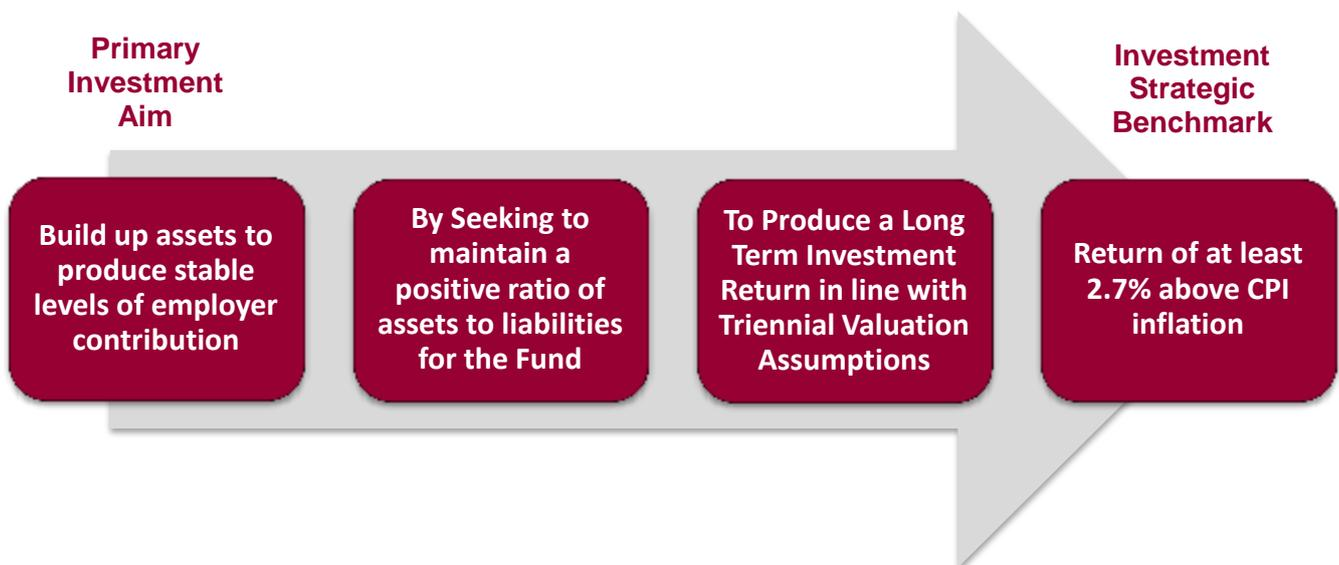 Primary
Investment
Aim
Investment
Strategic
Benchmark
Build up assets to
produce stable
levels of employer
contribution
By Seeking to
maintain a
positive ratio of
assets to liabilities
for the Fund
To Produce a Long
Term Investment
Return in line with
Triennial Valuation
Assumptions
Return of at least
2.7% above CPI
inflation